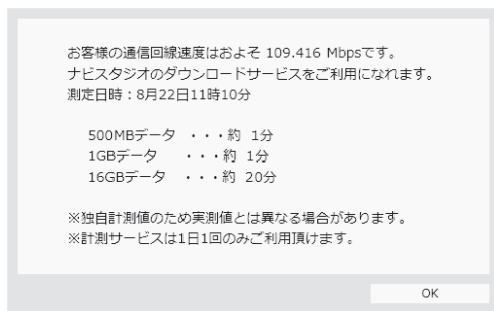 お客様の通信回線速度はおよそ 109.416 Mbpsです。
ナビスタジオのダウンロードサービスをご利用になれます。
測定日時：8月22日11時10分
500MBデータ ・・・約 1分
1GBデータ ・・・約 1分
16GBデータ ・・・約 20分
※独自計測値のため実測値とは異なる場合があります。
※計測サービスは1日1回のみご利用頂けます。
OK